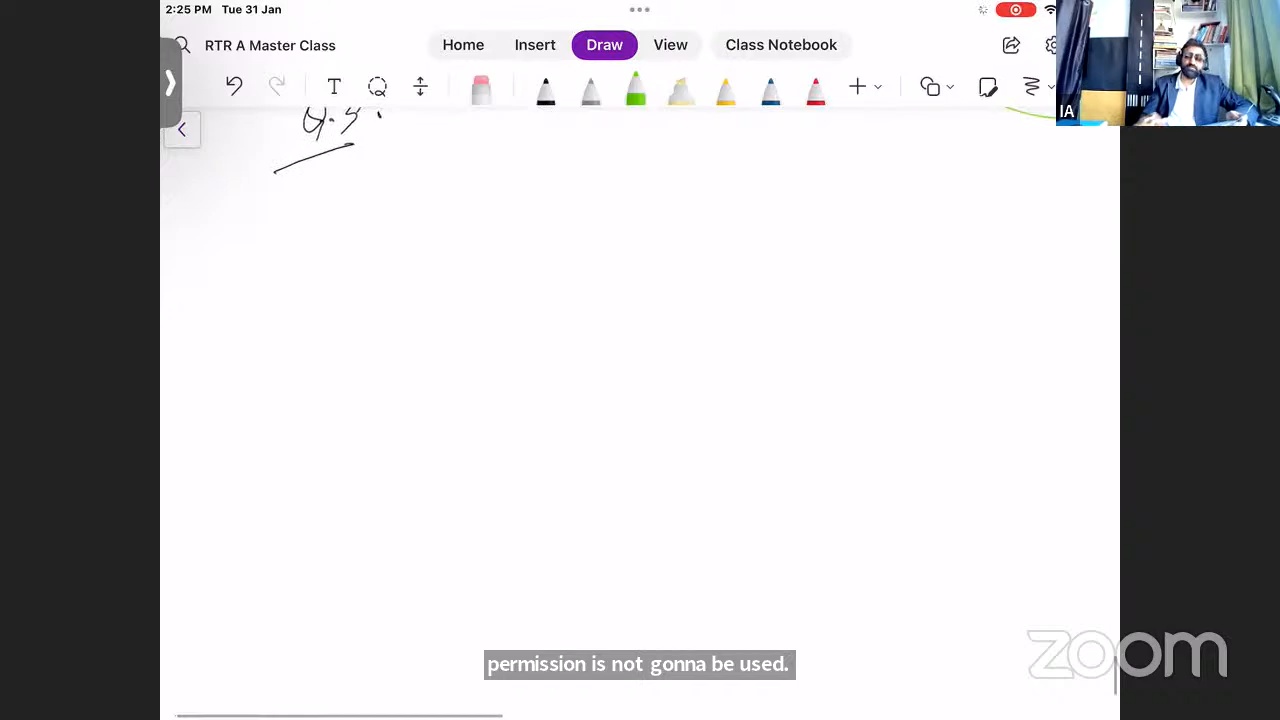 2:25 PM Tue 31 Jan
RTR A Master Class
Home Insert Draw View Class Notebook
T
IA
permission is not gonna be used.
zoom